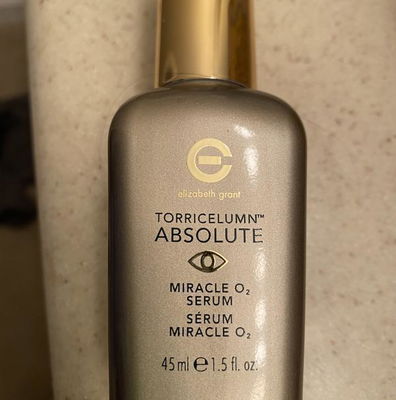 elizabeth grant
TORRICELUMN™
ABSOLUTE
MIRACLE O₂
SERUM
SÉRUM
MIRACLE O₂
45 ml ℮ 1.5 fl. oz.